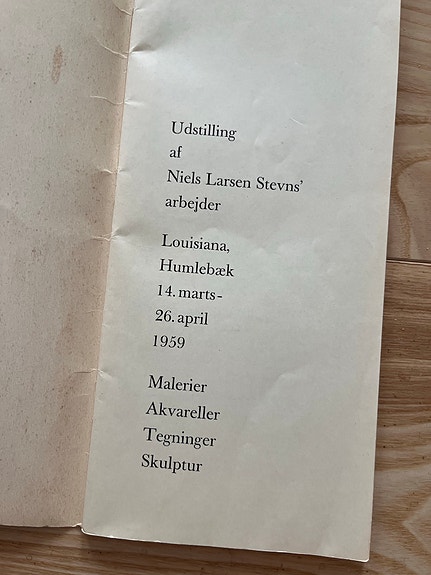 Udstilling
af
Niels Larsen Stevns’
arbejder
Louisiana,
Humlebæk
14. marts-
26. april
1959
Malerier
Akvareller
Tegninger
Skulptur